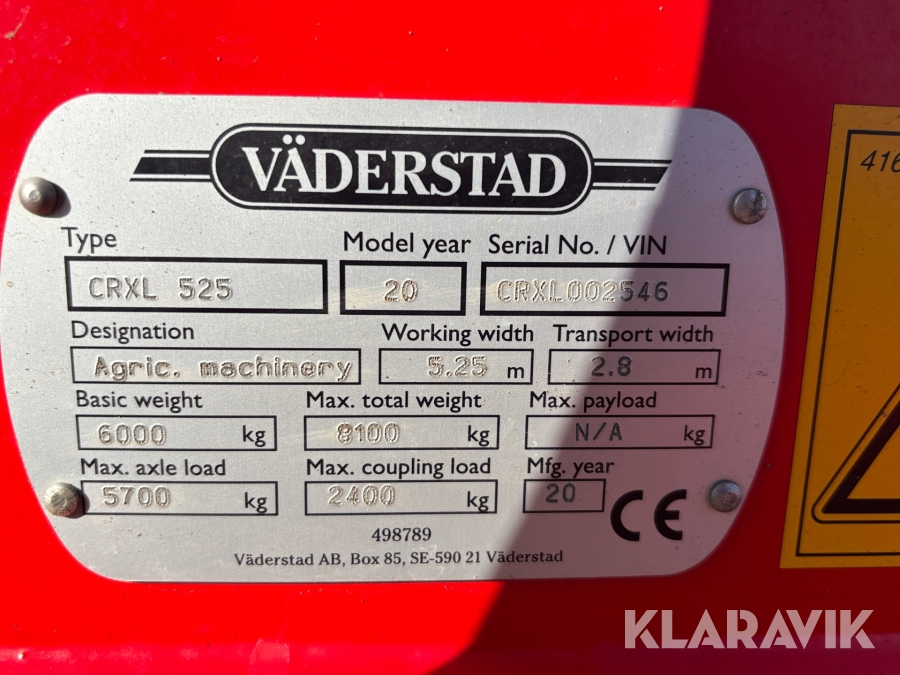 VÄDERSTAD
Type Model year Serial No. / VIN
CRXL 525 20 CRXL002546
Designation Working width Transport width
Agric. machinery 5.25 m 2.8 m
Basic weight Max. total weight Max. payload
6000 kg 8100 kg N/A kg
Max. axle load Max. coupling load Mfg. year
5700 kg 2400 kg 20 CE
498789
Väderstad AB, Box 85, SE-590 21 Väderstad
416
KLARAVIK